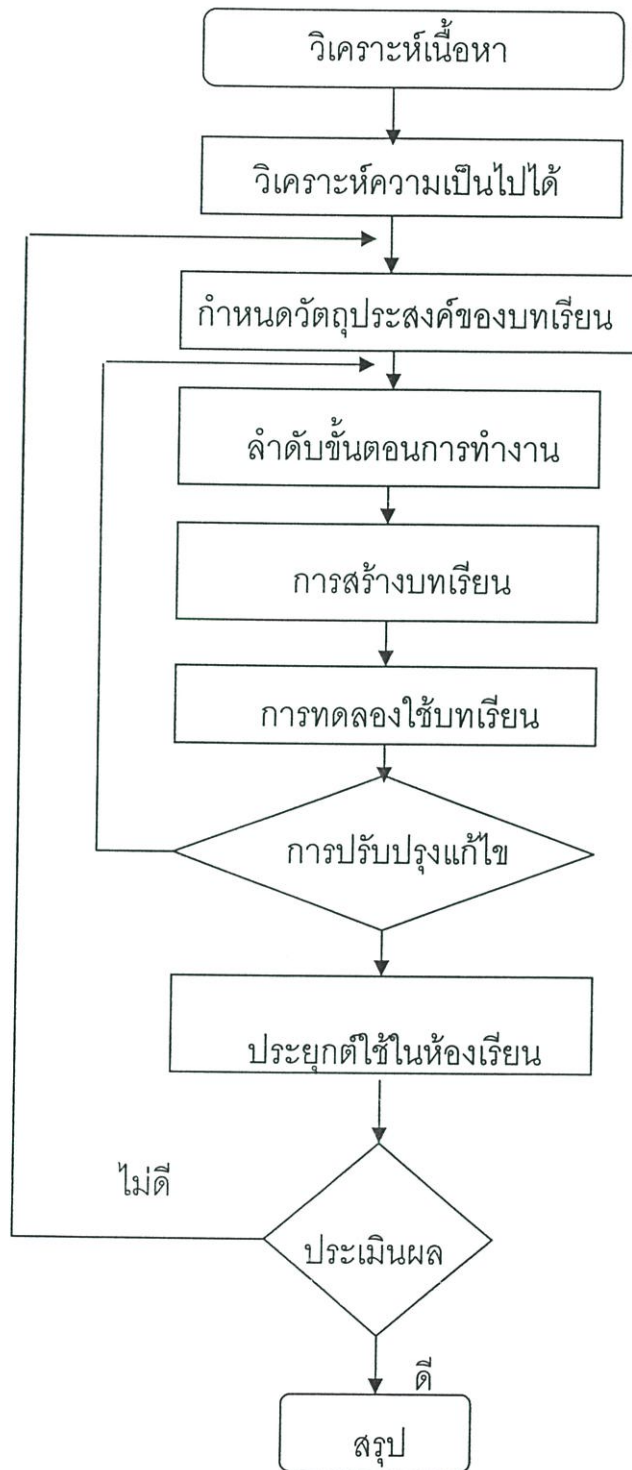 วิเคราะห์เนื้อหา
วิเคราะห์ความเป็นไปได้
กำหนดวัตถุประสงค์ของบทเรียน
ลำดับขั้นตอนการทำงาน
การสร้างบทเรียน
การทดลองใช้บทเรียน
การปรับปรุงแก้ไข
ประยุกต์ใช้ในห้องเรียน
ไม่ดี
ประเมินผล
ดี
สรุป